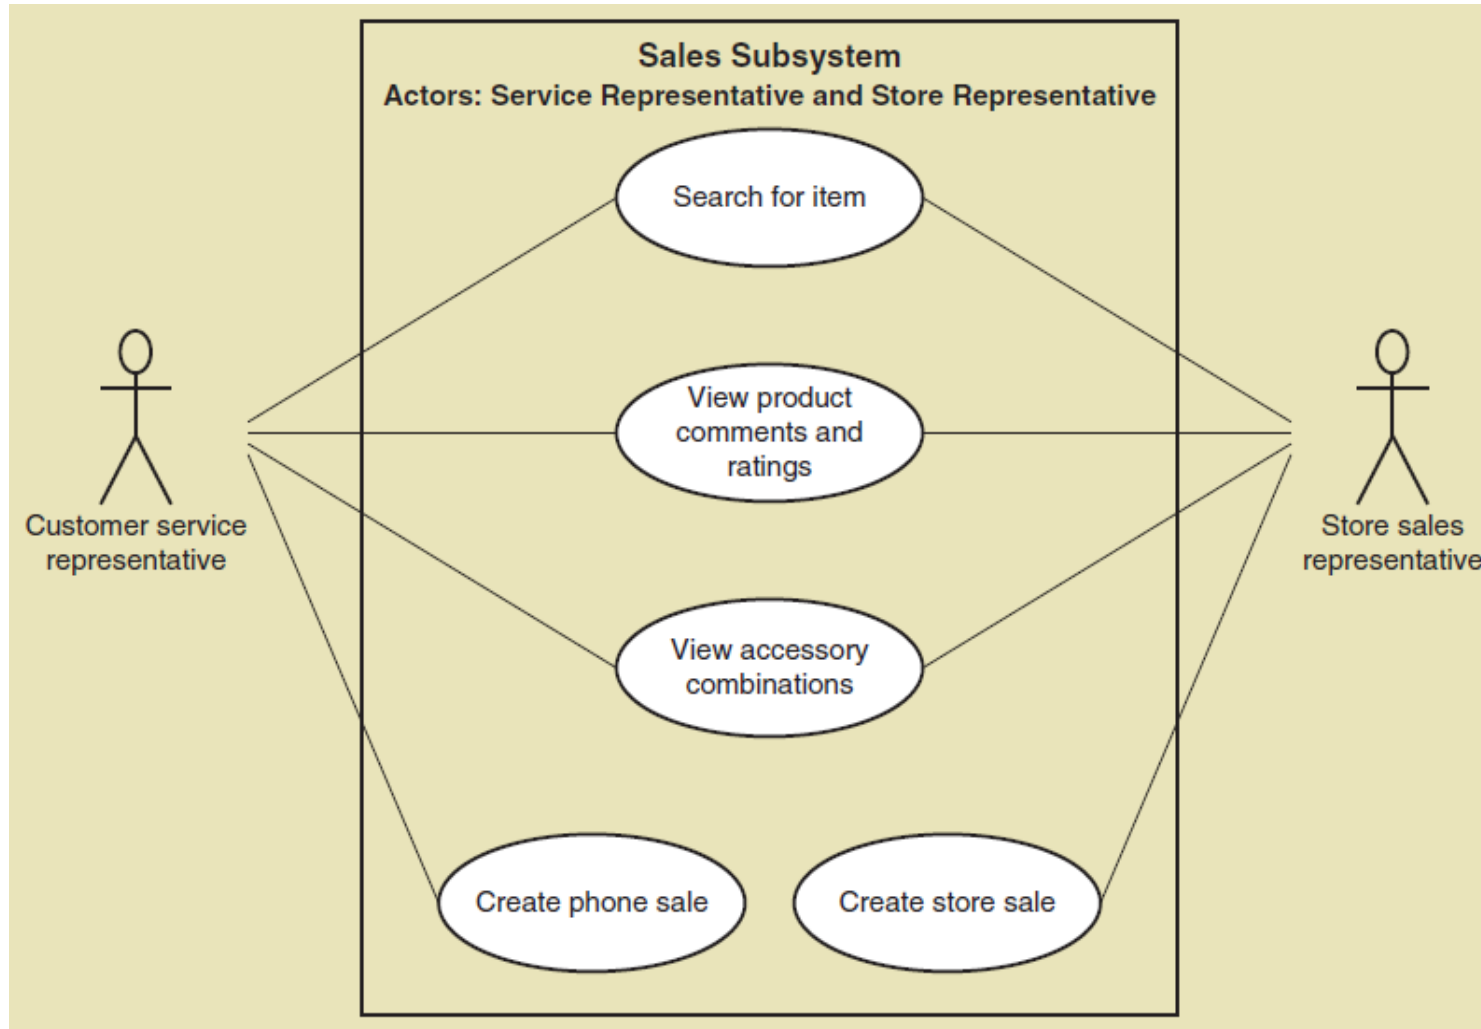 Sales Subsystem
Actors: Service Representative and Store Representative
Search for item
View product
comments and
ratings
Customer service
representative
Store sales
representative
View accessory
combinations
Create phone sale
Create store sale